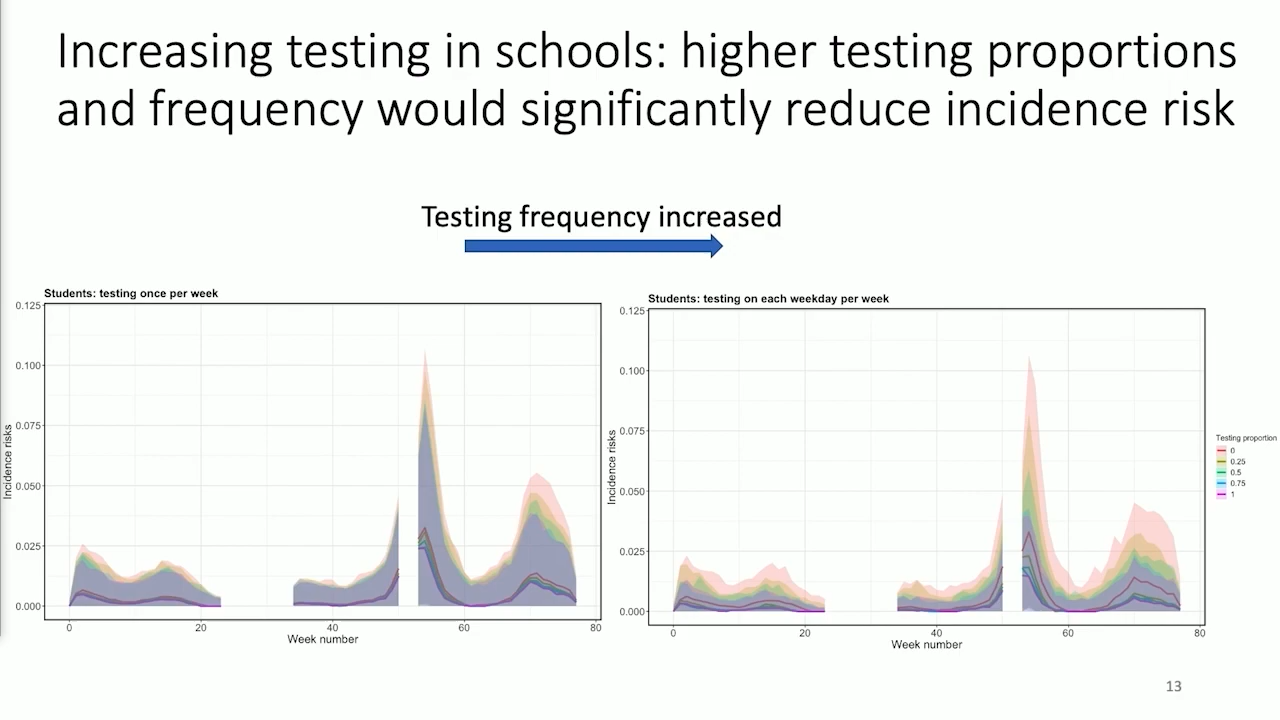 Increasing testing in schools: higher testing proportions
and frequency would significantly reduce incidence risk
Testing frequency increased
Students: testing once per week
0.125
0.100
0.075
0.050
0.025
0.000
Incidence risks
0 20 40 60 80
Week number
Students: testing on each weekday per week
0.125
0.100
0.075
0.050
0.025
0.000
Incidence risks
0 20 40 60 80
Week number
Testing proportion
0
0.25
0.5
0.75
1
13